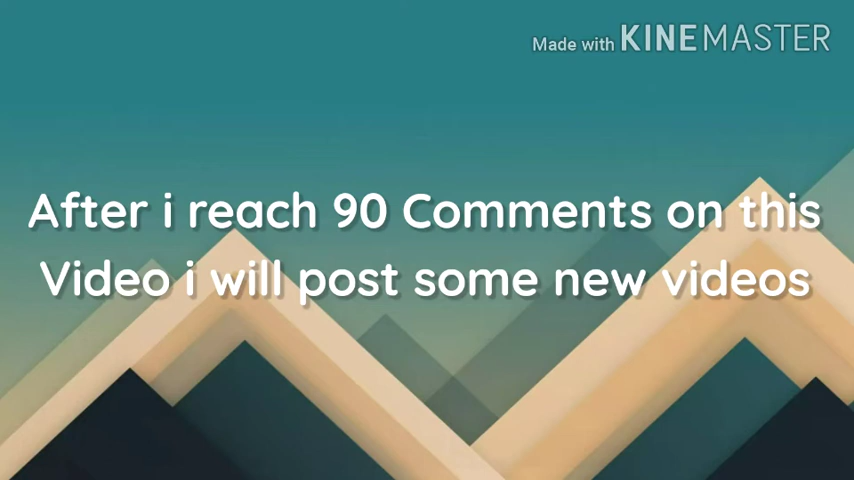 Made with KINEMASTER
After i reach 90 Comments on this
Video i will post some new videos